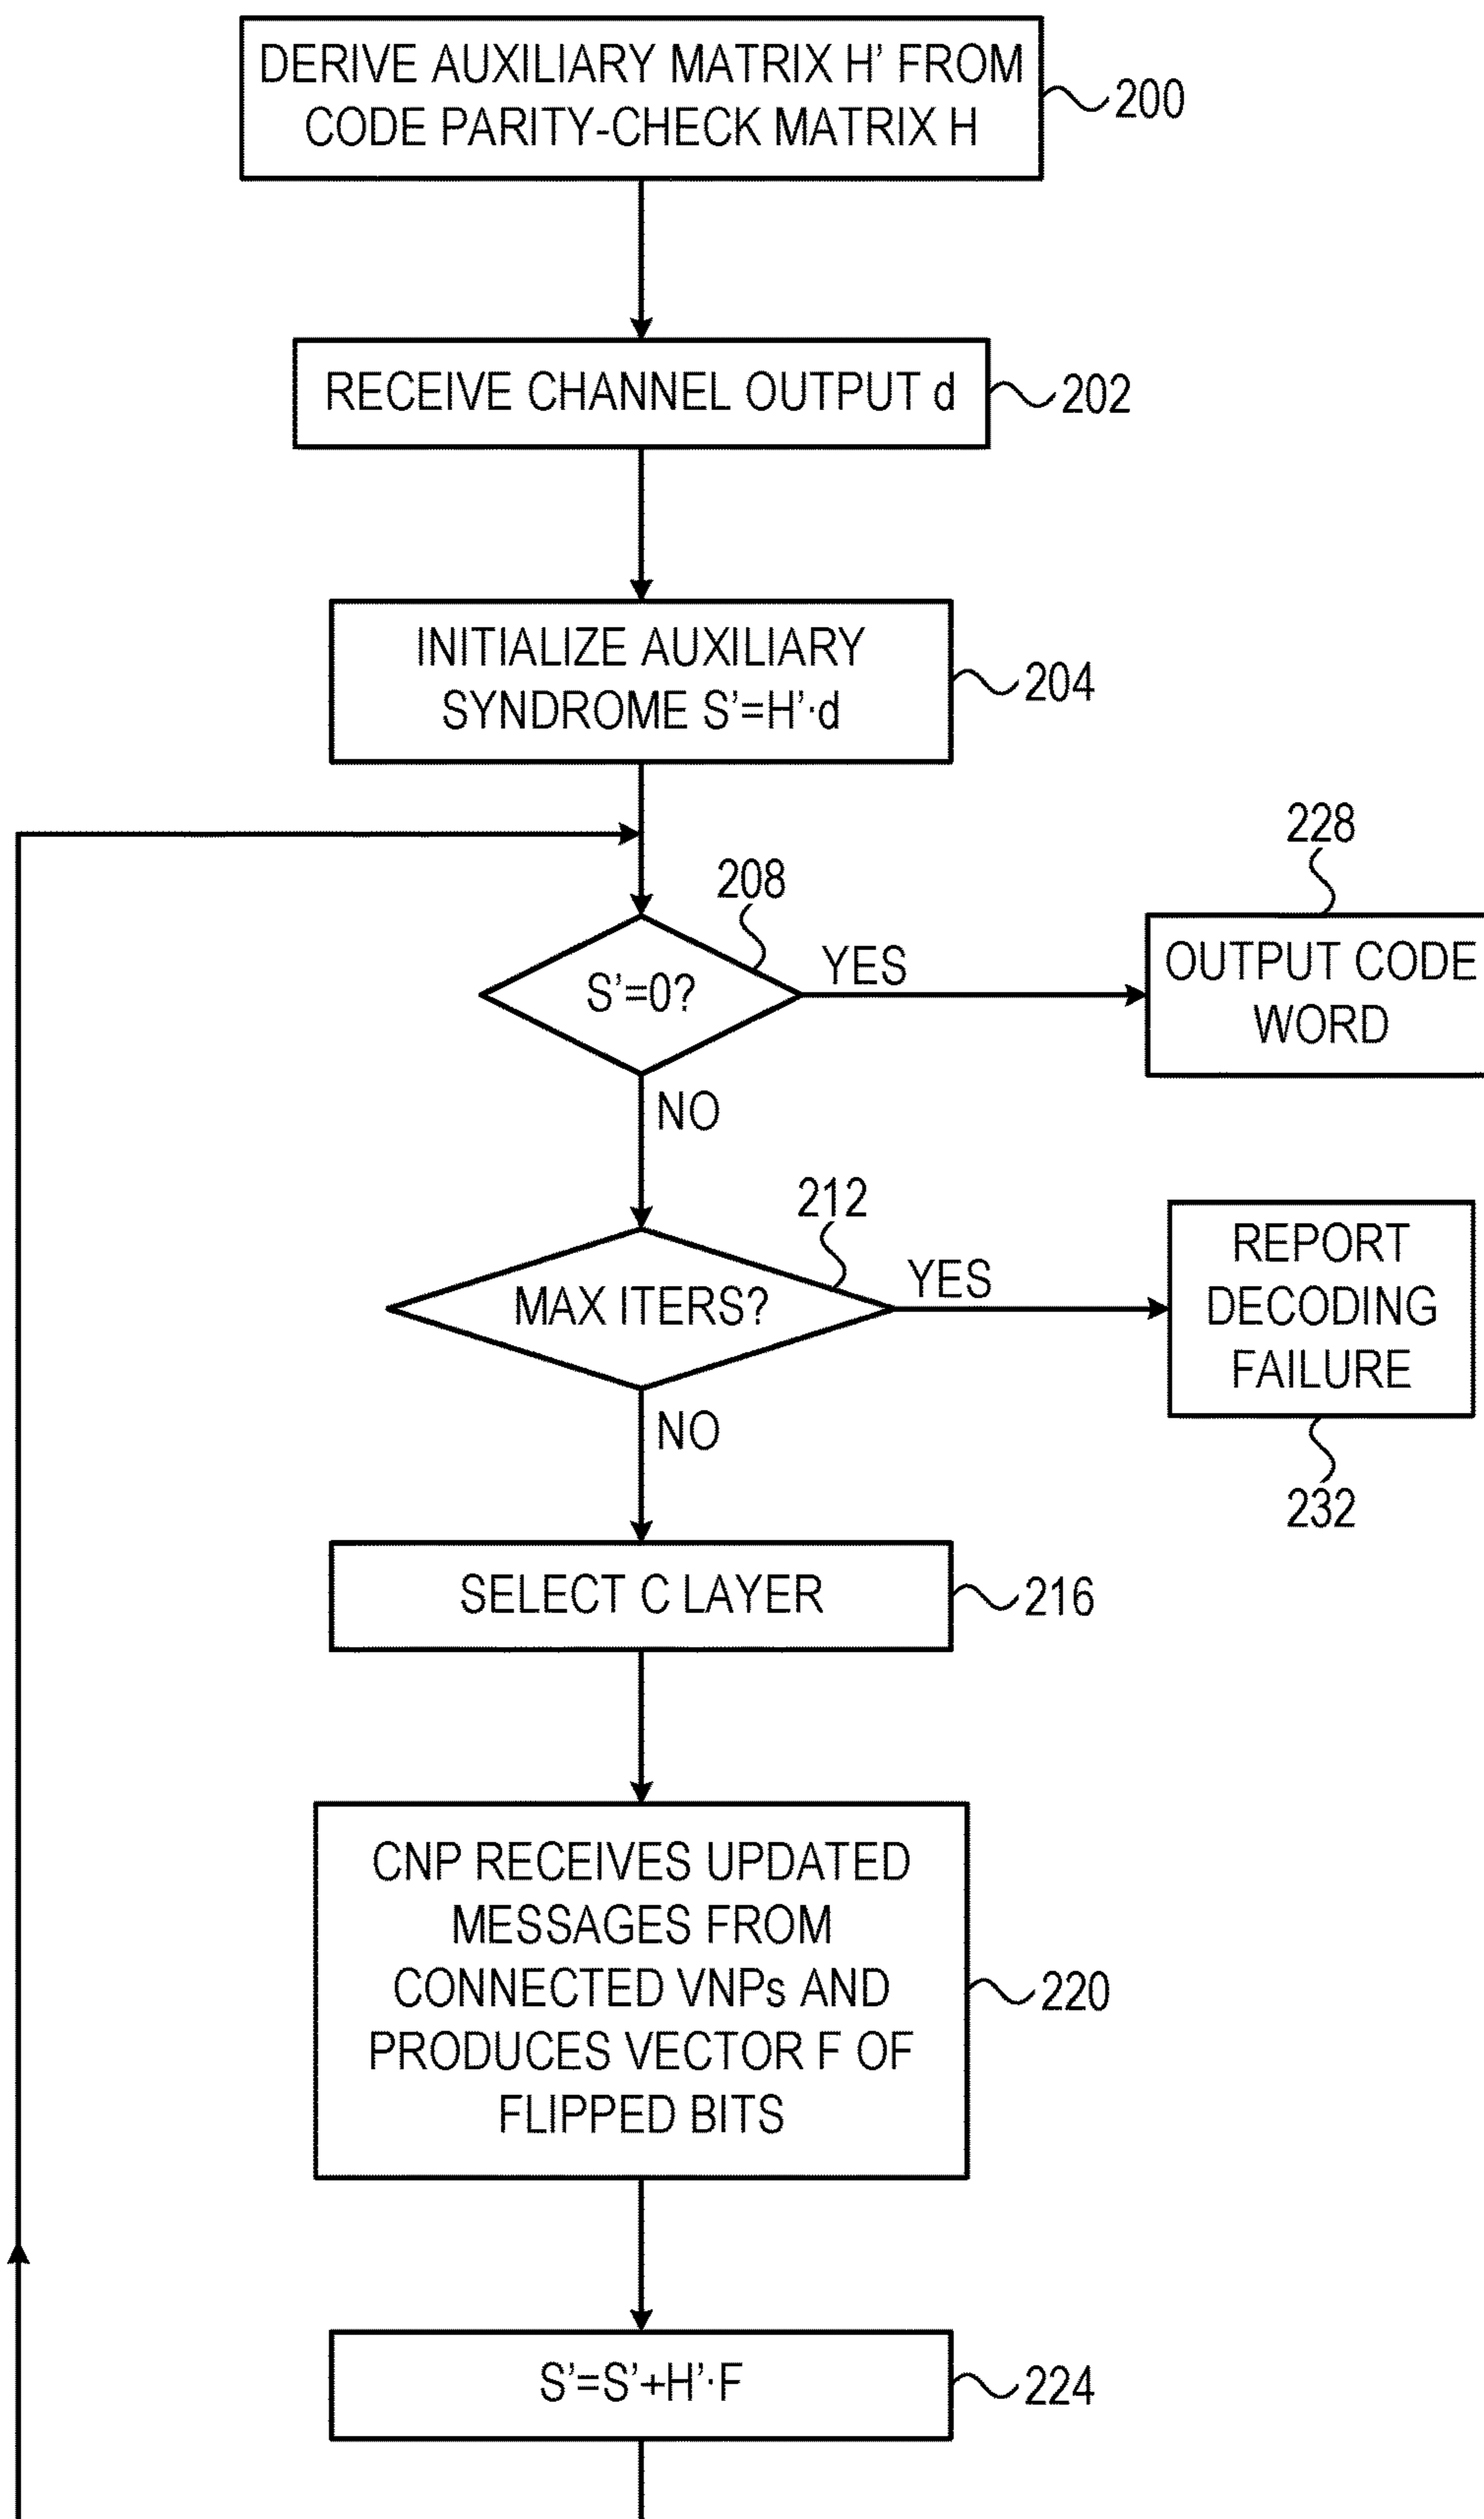 DERIVE AUXILIARY MATRIX H' FROM
CODE PARITY-CHECK MATRIX H
200
RECEIVE CHANNEL OUTPUT d
202
INITIALIZE AUXILIARY
SYNDROME S'=H'·d
204
208
S'=0?
YES
228
OUTPUT CODE
WORD
NO
212
MAX ITERS?
YES
REPORT
DECODING
FAILURE
232
NO
SELECT C LAYER
216
CNP RECEIVES UPDATED
MESSAGES FROM
CONNECTED VNPs AND
PRODUCES VECTOR F OF
FLIPPED BITS
220
S'=S'+H'·F
224